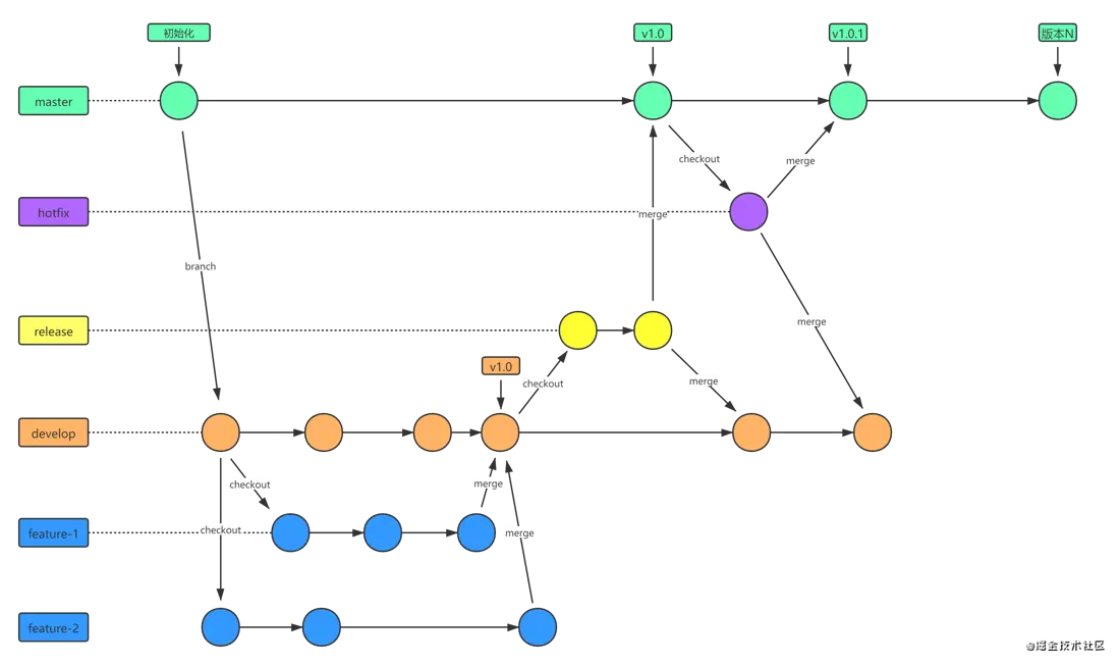 初始化
v1.0
v1.0.1
版本N
master
checkout
merge
hotfix
merge
branch
merge
release
v1.0
checkout
merge
develop
checkout
merge
feature-1
checkout
merge
feature-2
@掘金技术社区